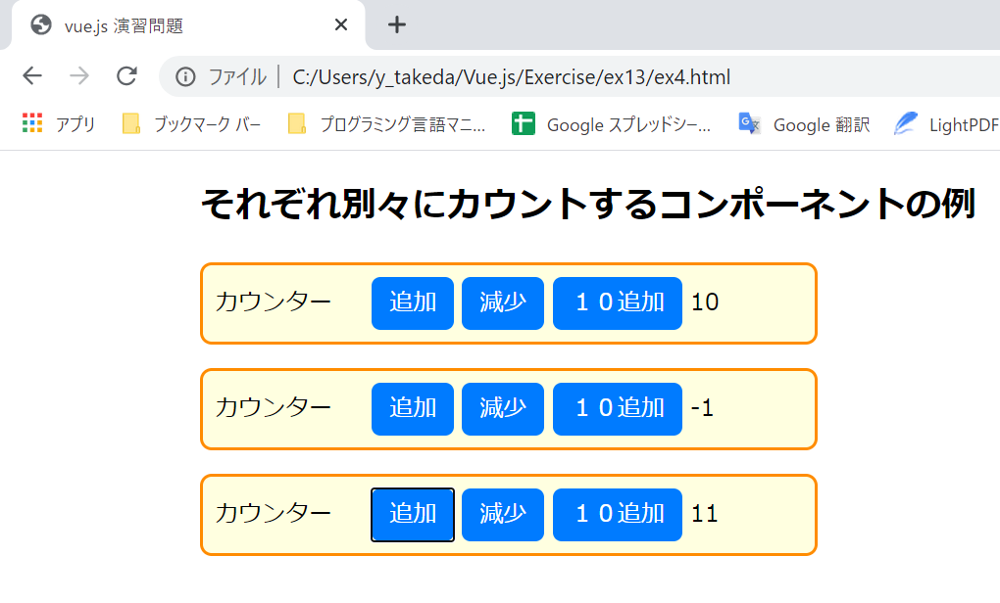 vue.js 演習問題
ファイル | C:/Users/y_takeda/Vue.js/Exercise/ex13/ex4.html
アプリ ブックマーク バー プログラミング言語マニ... Google スプレッドシー... Google 翻訳 LightPDF
それぞれ別々にカウントするコンポーネントの例
カウンター 追加 減少 １０追加 10
カウンター 追加 減少 １０追加 -1
カウンター 追加 減少 １０追加 11